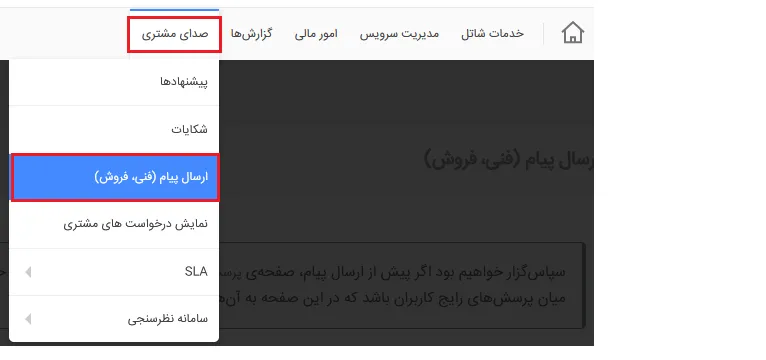 خدمات شاتل
مدیریت سرویس
امور مالی
گزارش‌ها
صدای مشتری
پیشنهادها
شکایات
ارسال پیام (فنی، فروش)
نمایش درخواست های مشتری
SLA
سامانه نظرسنجی
پیام (فنی، فروش)
سپاس‌گزار خواهیم بود اگر پیش از ارسال پیام، صفحه‌ی
میان پرسش‌های رایج کاربران باشد که در این صفحه به